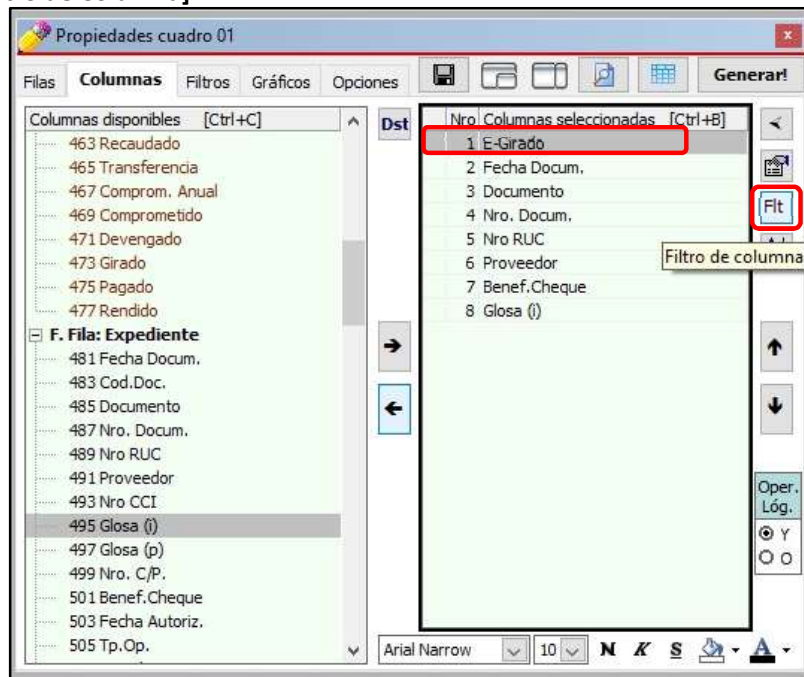 Propiedades cuadro 01
Filas Columnas Filtros Gráficos Opciones Generar!
Columnas disponibles [Ctrl+C]
463 Recaudado
465 Transferencia
467 Comprom. Anual
469 Comprometido
471 Devengado
473 Girado
475 Pagado
477 Rendido
F. Fila: Expediente
481 Fecha Docum.
483 Cod.Doc.
485 Documento
487 Nro. Docum.
489 Nro RUC
491 Proveedor
493 Nro CCI
495 Glosa (i)
497 Glosa (p)
499 Nro. C/P.
501 Benef.Cheque
503 Fecha Autoriz.
505 Tp.Op.
Dst
Nro Columnas seleccionadas [Ctrl+B]
1 E-Girado
2 Fecha Docum.
3 Documento
4 Nro. Docum.
5 Nro RUC
6 Proveedor
7 Benef.Cheque
8 Glosa (i)
Flt
Filtro de columna
Oper.
Lóg.
Y
O
Arial Narrow 10 N K S A